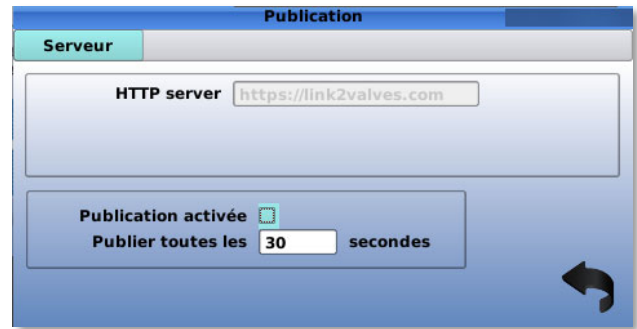 Publication
Serveur
HTTP server https://link2valves.com
Publication activée
Publier toutes les 30 secondes